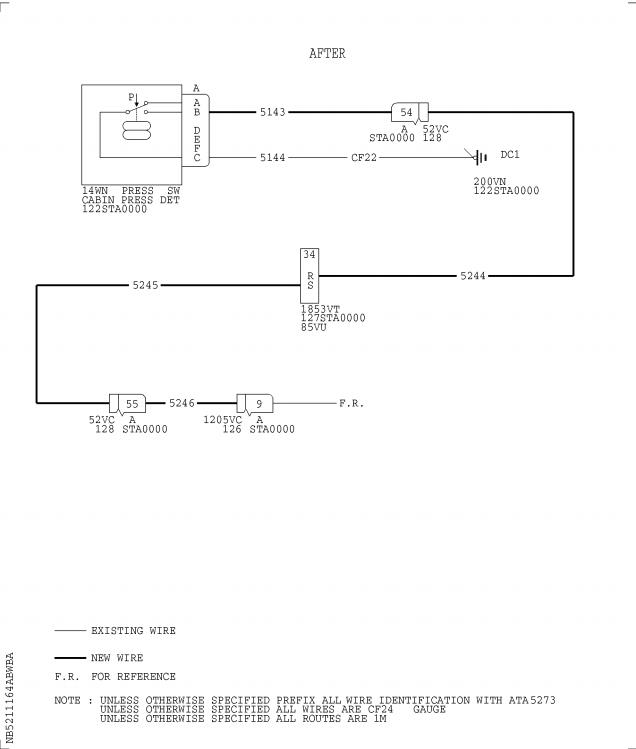 AFTER
P
A
A
B
D
E
F
C
5143
54
A 52VC
STA0000 128
5144
CF22
DC1
200VN
122STA0000
14WN PRESS SW
CABIN PRESS DET
122STA0000
34
R
S
5244
5245
1853VT
127STA0000
85VU
55
5246
9
F.R.
52VC A
128 STA0000
1205VC A
126 STA0000
EXISTING WIRE
NEW WIRE
F.R. FOR REFERENCE
NOTE : UNLESS OTHERWISE SPECIFIED PREFIX ALL WIRE IDENTIFICATION WITH ATA5273
UNLESS OTHERWISE SPECIFIED ALL WIRES ARE CF24 GAUGE
UNLESS OTHERWISE SPECIFIED ALL ROUTES ARE 1M
NB5211164ABWBA